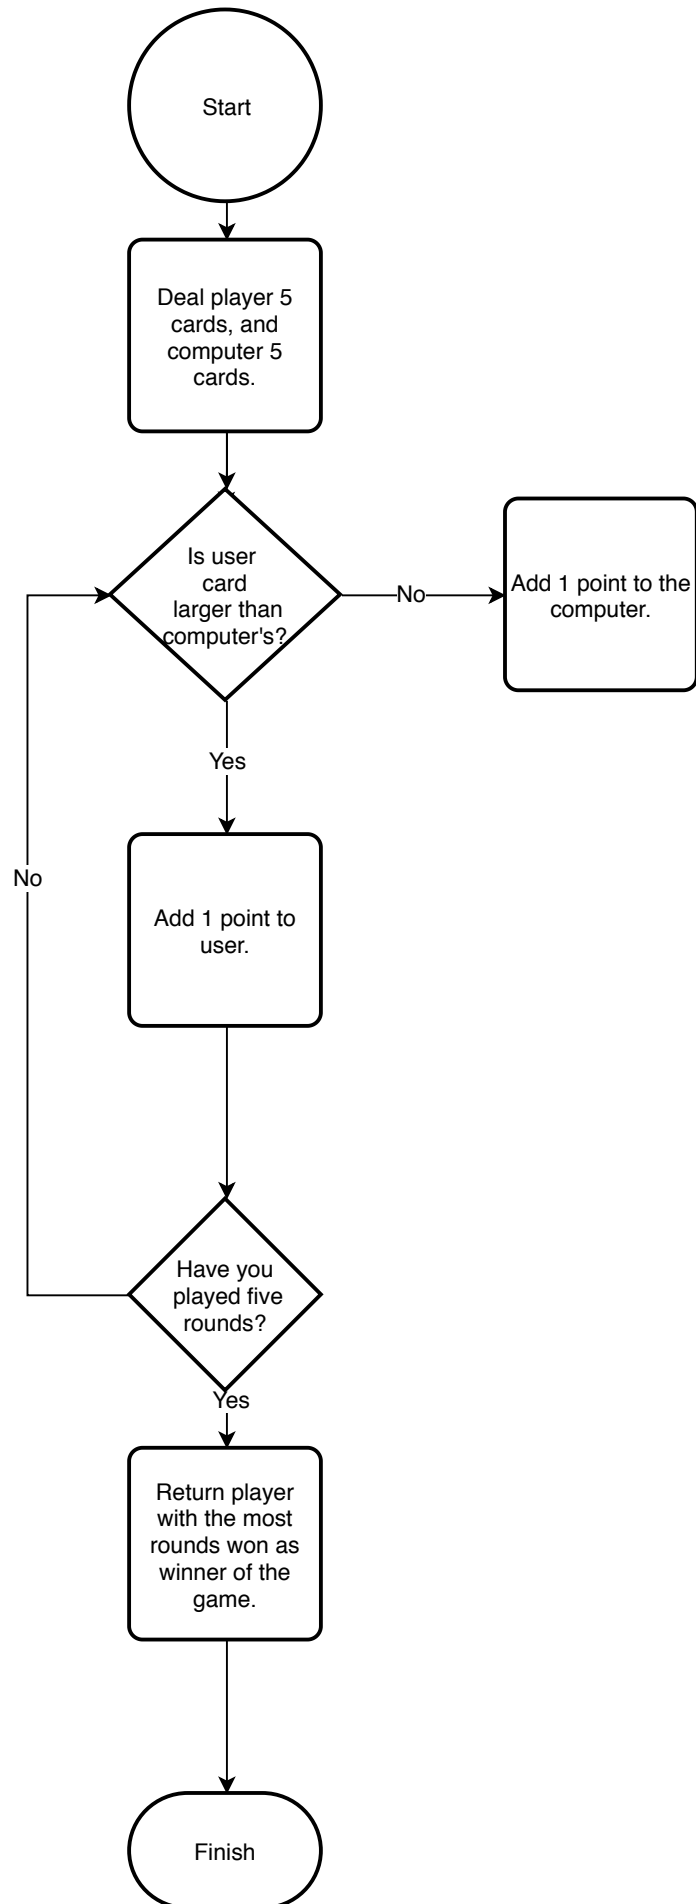 Start
Deal player 5
cards, and
computer 5
cards.
Is user
card
larger than
computer's?
No
Add 1 point to the
computer.
Yes
No
Add 1 point to
user.
Have you
played five
rounds?
Yes
Return player
with the most
rounds won as
winner of the
game.
Finish